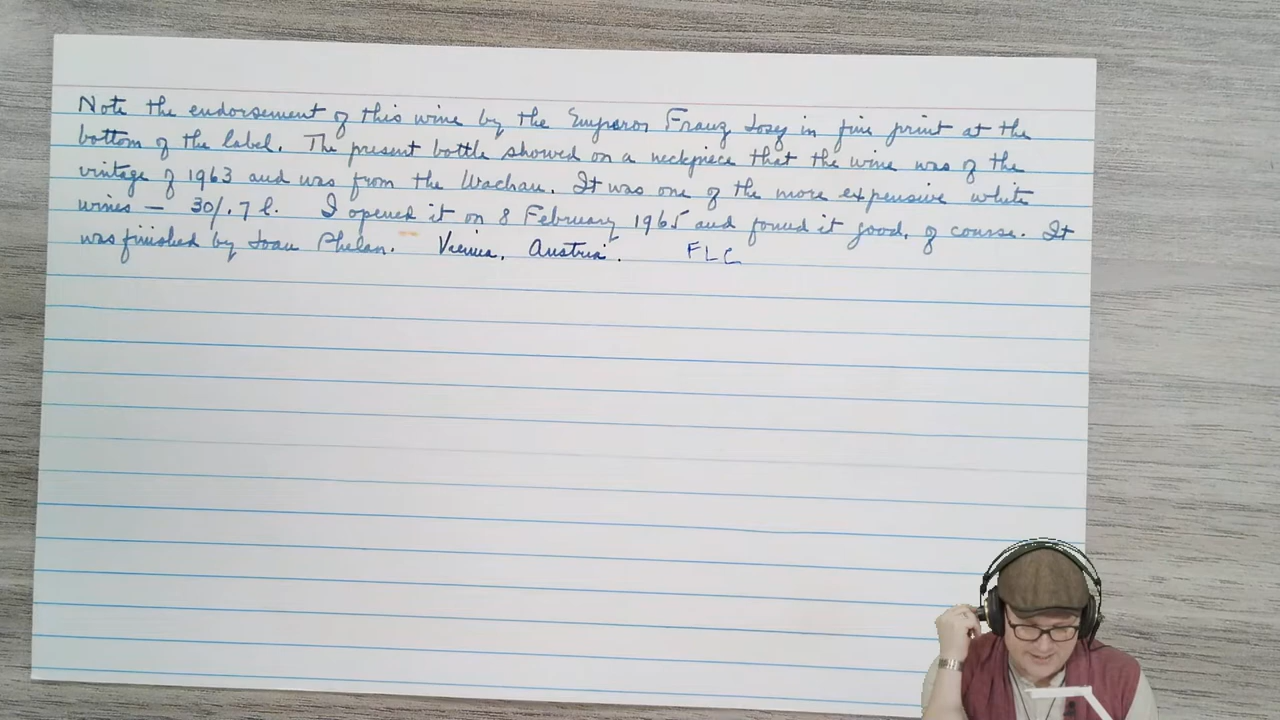 Note the endorsement of this wine by the Emperor Franz Josef in fine print at the
bottom of the label. The present bottle showed on a neckpiece that the wine was of the
vintage of 1963 and was from the Wachau. It was one of the more expensive white
wines — 30/.7 l. I opened it on 8 February 1965 and found it good, of course. It
was finished by Joan Phelan. Vienna, Austria. FLC